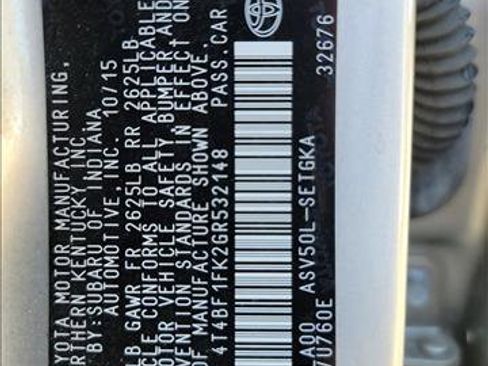 OYOTA MOTOR MANUFACTURING,
RTHERN KENTUCKY, INC.
BY: SUBARU OF INDIANA
AUTOMOTIVE, INC. 10/15
LB GAWR FR 2625LB RR 2625LB
CLE CONFORMS TO ALL APPLICABLE
OTOR VEHICLE SAFETY, BUMPER AND
VENTION STANDARDS IN EFFECT ON
OF MANUFACTURE SHOWN ABOVE.
4T4BF1FK2GR532148 PASS.CAR
A00 ASV50L-SETGKA
/U760E 32676